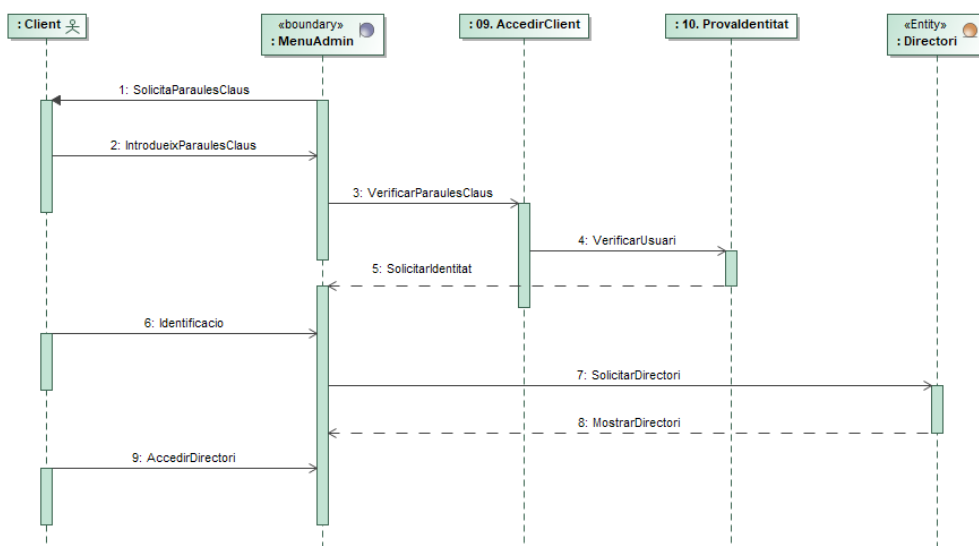 : Client
«boundary»
: MenuAdmin
: 09. AccedirClient
: 10. ProvaIdentitat
«Entity»
: Directori
1: SolicitaParaulesClaus
2: IntrodueixParaulesClaus
3: VerificarParaulesClaus
4: VerificarUsuari
5: SolicitarIdentitat
6: Identificacio
7: SolicitarDirectori
8: MostrarDirectori
9: AccedirDirectori